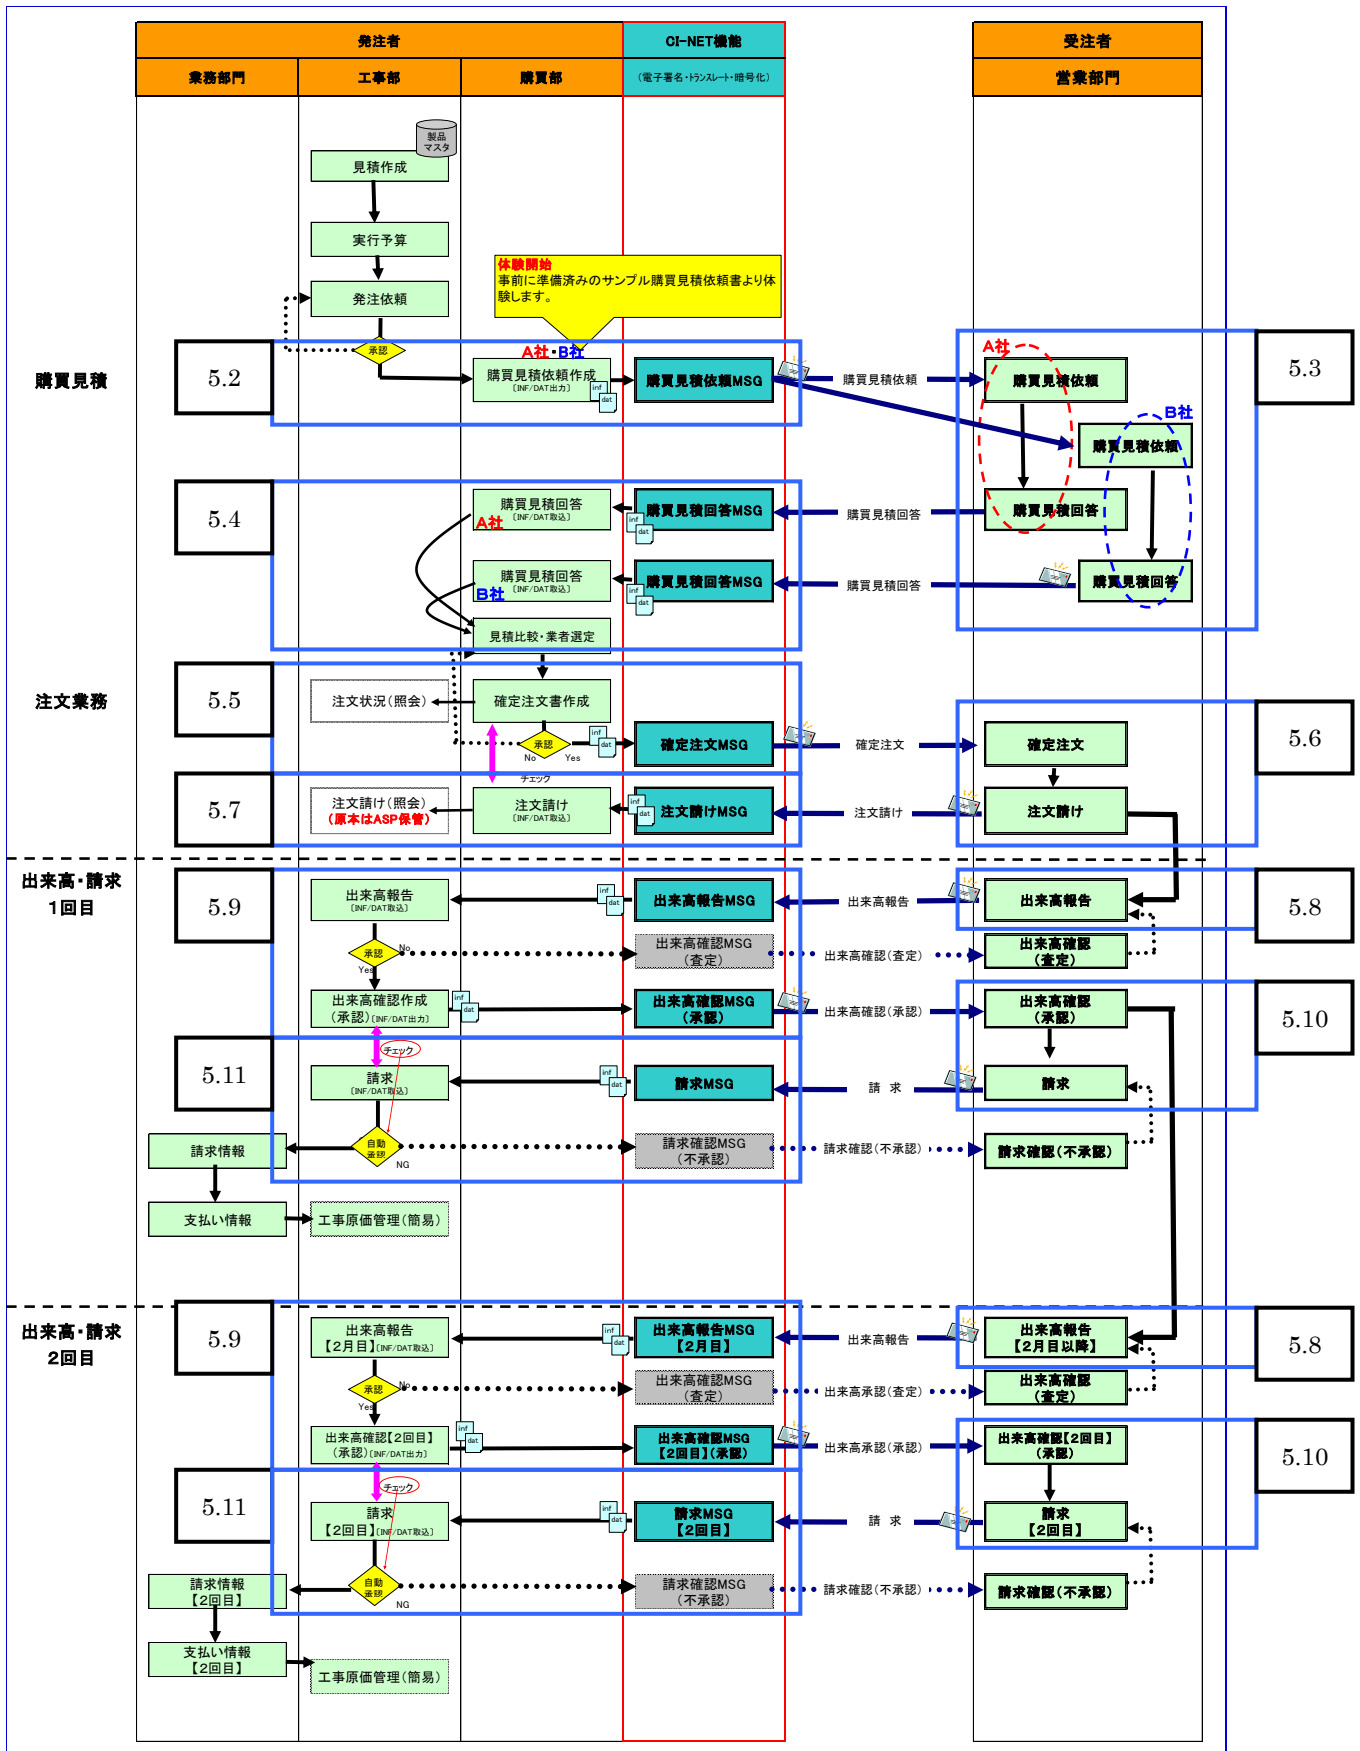 発注者
CI-NET機能
受注者
業務部門
工事部
購買部
(電子署名・トランスレート・暗号化)
営業部門
製品
マスタ
見積作成
実行予算
体験開始
事前に準備済みのサンプル購買見積依頼書より体
験します。
発注依頼
承認
購買見積
5.2
A社・B社
購買見積依頼作成
[INF/DAT出力]
inf
dat
購買見積依頼MSG
購買見積依頼
A社
購買見積依頼
5.3
B社
購買見積依頼
5.4
購買見積回答
[INF/DAT取込]
A社
inf
dat
購買見積回答MSG
購買見積回答
購買見積回答
購買見積回答
[INF/DAT取込]
B社
inf
dat
購買見積回答MSG
購買見積回答
購買見積回答
見積比較・業者選定
注文業務
5.5
注文状況(照会)
確定注文書作成
承認
No
Yes
inf
dat
確定注文MSG
確定注文
確定注文
5.6
チェック
5.7
注文請け(照会)
(原本はASP保管)
注文請け
[INF/DAT取込]
inf
dat
注文請けMSG
注文請け
注文請け
出来高・請求
1回目
5.9
出来高報告
[INF/DAT取込]
inf
dat
出来高報告MSG
出来高報告
出来高報告
5.8
承認
No
Yes
出来高確認MSG
(査定)
出来高確認(査定)
出来高確認
(査定)
出来高確認作成
(承認)[INF/DAT出力]
inf
dat
出来高確認MSG
(承認)
出来高確認(承認)
出来高確認
(承認)
5.10
チェック
5.11
請求
[INF/DAT取込]
inf
dat
請求MSG
請 求
請求
請求情報
自動
承認
NG
請求確認MSG
(不承認)
請求確認(不承認)
請求確認(不承認)
支払い情報
工事原価管理(簡易)
出来高・請求
2回目
5.9
出来高報告
【2月目】[INF/DAT取込]
inf
dat
出来高報告MSG
【2月目】
出来高報告
出来高報告
【2月目以降】
5.8
承認
No
Yes
出来高確認MSG
(査定)
出来高承認(査定)
出来高確認
(査定)
出来高確認【2回目】
(承認)[INF/DAT出力]
inf
dat
出来高確認MSG
【2回目】(承認)
出来高承認(承認)
出来高確認【2回目】
(承認)
5.10
チェック
5.11
請求
【2回目】[INF/DAT取込]
inf
dat
請求MSG
【2回目】
請 求
請求
【2回目】
請求情報
【2回目】
自動
承認
NG
請求確認MSG
(不承認)
請求確認(不承認)
請求確認(不承認)
支払い情報
【2回目】
工事原価管理(簡易)